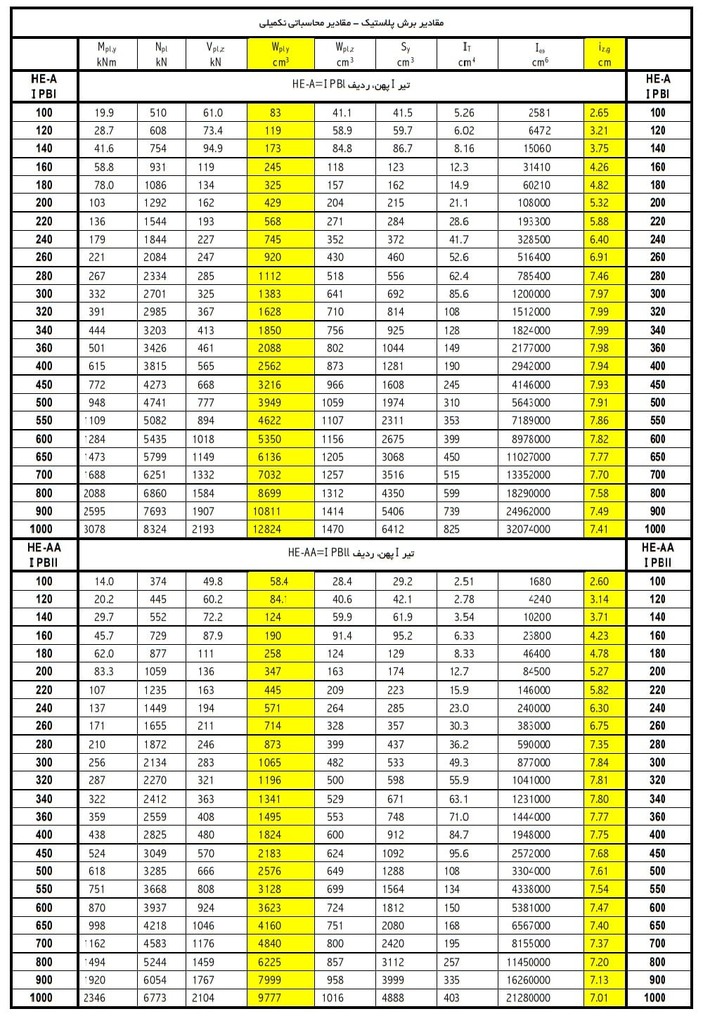 مقادیر برش پلاستیک – مقادیر محاسباتی تکمیلی
Mpl,y Npl Vpl,z Wply Wpl,z Sy IT Iωs iz,g
kNm kN kN cm³ cm³ cm³ cm⁴ cm⁶ cm
HE-A تیر I پهن، ردیف HE-A=I PBl HE-A
I PBl I PBl
100 19.9 510 61.0 83 41.1 41.5 5.26 2581 2.65 100
120 28.7 608 73.4 119 58.9 59.7 6.02 6472 3.21 120
140 41.6 754 94.9 173 84.8 86.7 8.16 15060 3.75 140
160 58.8 931 119 245 118 123 12.3 31410 4.26 160
180 78.0 1086 134 325 157 162 14.9 60210 4.82 180
200 103 1292 162 429 204 215 21.1 108000 5.32 200
220 136 1544 193 568 271 284 28.6 193300 5.88 220
240 179 1844 227 745 352 372 41.7 328500 6.40 240
260 221 2084 247 920 430 460 52.6 516400 6.91 260
280 267 2334 285 1112 518 556 62.4 785400 7.46 280
300 332 2701 325 1383 641 692 85.6 1200000 7.97 300
320 391 2985 367 1628 710 814 108 1512000 7.99 320
340 444 3203 413 1850 756 925 128 1824000 7.99 340
360 501 3426 461 2088 802 1044 149 2177000 7.98 360
400 615 3815 565 2562 873 1281 190 2942000 7.94 400
450 772 4273 668 3216 966 1608 245 4146000 7.93 450
500 948 4741 777 3949 1059 1974 310 5643000 7.91 500
550 1109 5082 894 4622 1107 2311 353 7189000 7.86 550
600 1284 5435 1018 5350 1156 2675 399 8978000 7.82 600
650 1473 5799 1149 6136 1205 3068 450 11027000 7.77 650
700 1688 6251 1332 7032 1257 3516 515 13352000 7.70 700
800 2088 6860 1584 8699 1312 4350 599 18290000 7.58 800
900 2595 7693 1907 10811 1414 5406 739 24962000 7.49 900
1000 3078 8324 2193 12824 1470 6412 825 32074000 7.41 1000
HE-AA تیر I پهن، ردیف HE-AA=I PBll HE-AA
I PBII I PBII
100 14.0 374 49.8 58.4 28.4 29.2 2.51 1680 2.60 100
120 20.2 445 60.2 84.1 40.6 42.1 2.78 4240 3.14 120
140 29.7 552 72.2 124 59.9 61.9 3.54 10200 3.71 140
160 45.7 729 87.9 190 91.4 95.2 6.33 23800 4.23 160
180 62.0 877 111 258 124 129 8.33 46400 4.78 180
200 83.3 1059 136 347 163 174 12.7 84500 5.27 200
220 107 1235 163 445 209 223 15.9 146000 5.82 220
240 137 1449 194 571 264 285 23.0 240000 6.30 240
260 171 1655 211 714 328 357 30.3 383000 6.75 260
280 210 1872 246 873 399 437 36.2 590000 7.35 280
300 256 2134 283 1065 482 533 49.3 877000 7.84 300
320 287 2270 321 1196 500 598 55.9 1041000 7.81 320
340 322 2412 363 1341 529 671 63.1 1231000 7.80 340
360 359 2559 408 1495 553 748 71.0 1444000 7.77 360
400 438 2825 480 1824 600 912 84.7 1948000 7.75 400
450 524 3049 570 2183 624 1092 95.6 2572000 7.68 450
500 618 3285 666 2576 649 1288 108 3304000 7.61 500
550 751 3668 808 3128 699 1564 134 4338000 7.54 550
600 870 3937 924 3623 724 1812 150 5381000 7.47 600
650 998 4218 1046 4160 751 2080 168 6567000 7.40 650
700 1162 4583 1176 4840 800 2420 195 8155000 7.37 700
800 1494 5244 1459 6225 857 3112 257 11450000 7.20 800
900 1920 6054 1767 7999 958 3999 335 16260000 7.13 900
1000 2346 6773 2104 9777 1016 4888 403 21280000 7.01 1000